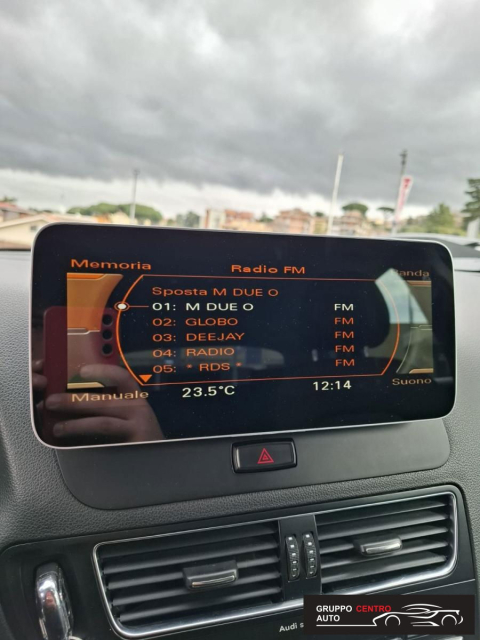 Memoria Radio FM Banda
Sposta M DUE O
01: M DUE O FM
02: GLOBO FM
03: DEEJAY FM
04: RADIO FM
05: * RDS * FM
Manuale 23.5°C 12:14 Suono
Audi
GRUPPO CENTRO
AUTO